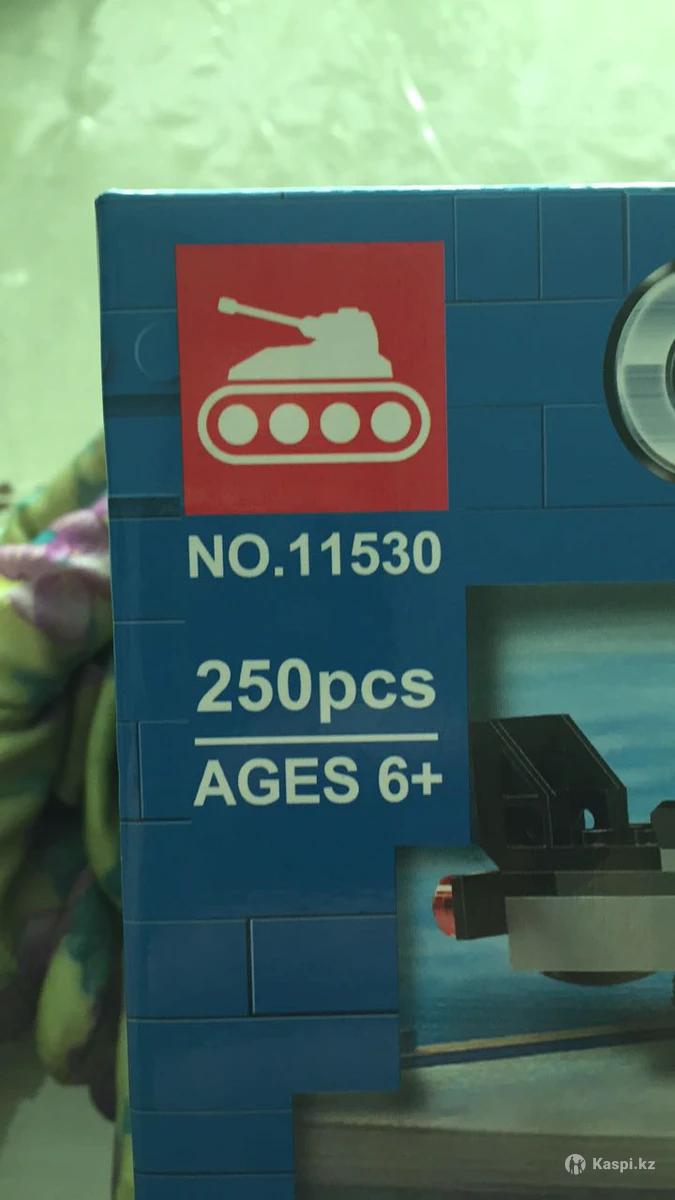 NO.11530
250pcs
AGES 6+
Kaspi.kz